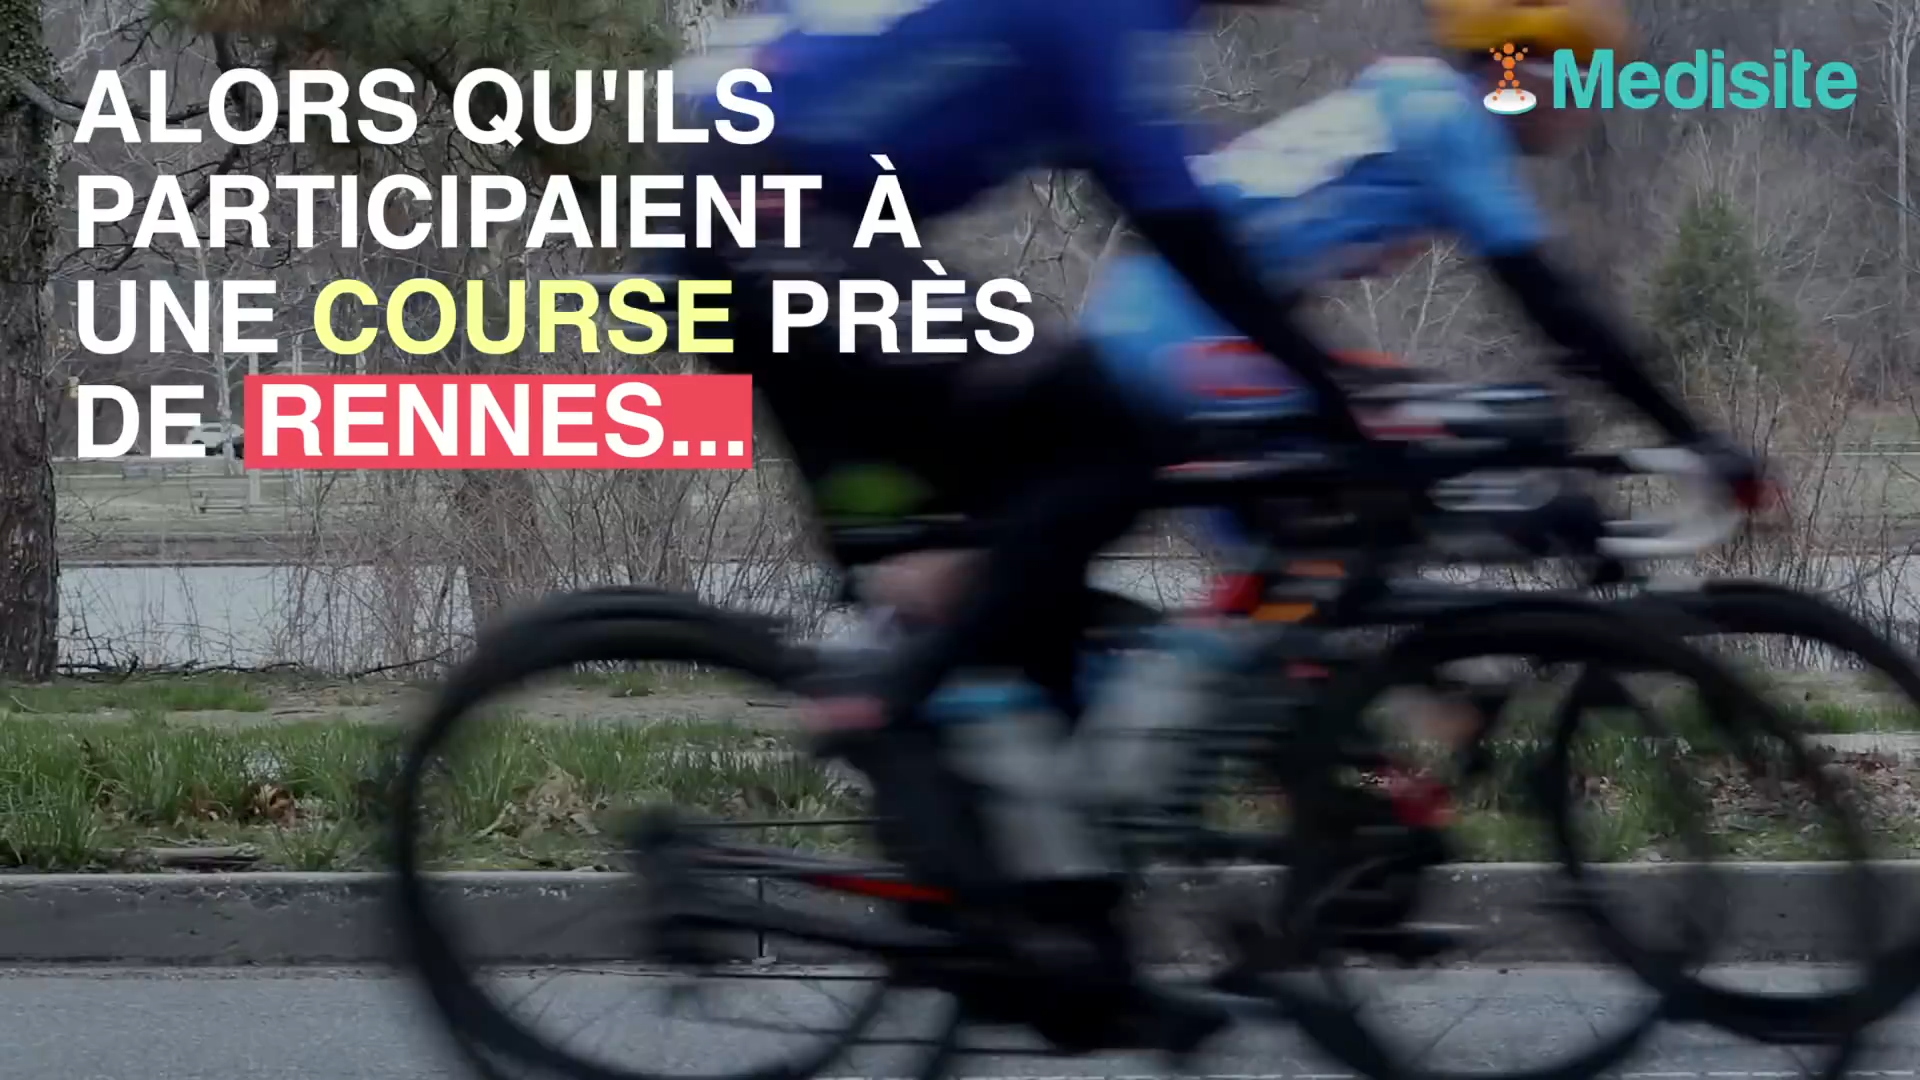 ALORS QU'ILS
PARTICIPAIENT À
UNE COURSE PRÈS
DE RENNES...
Medisite